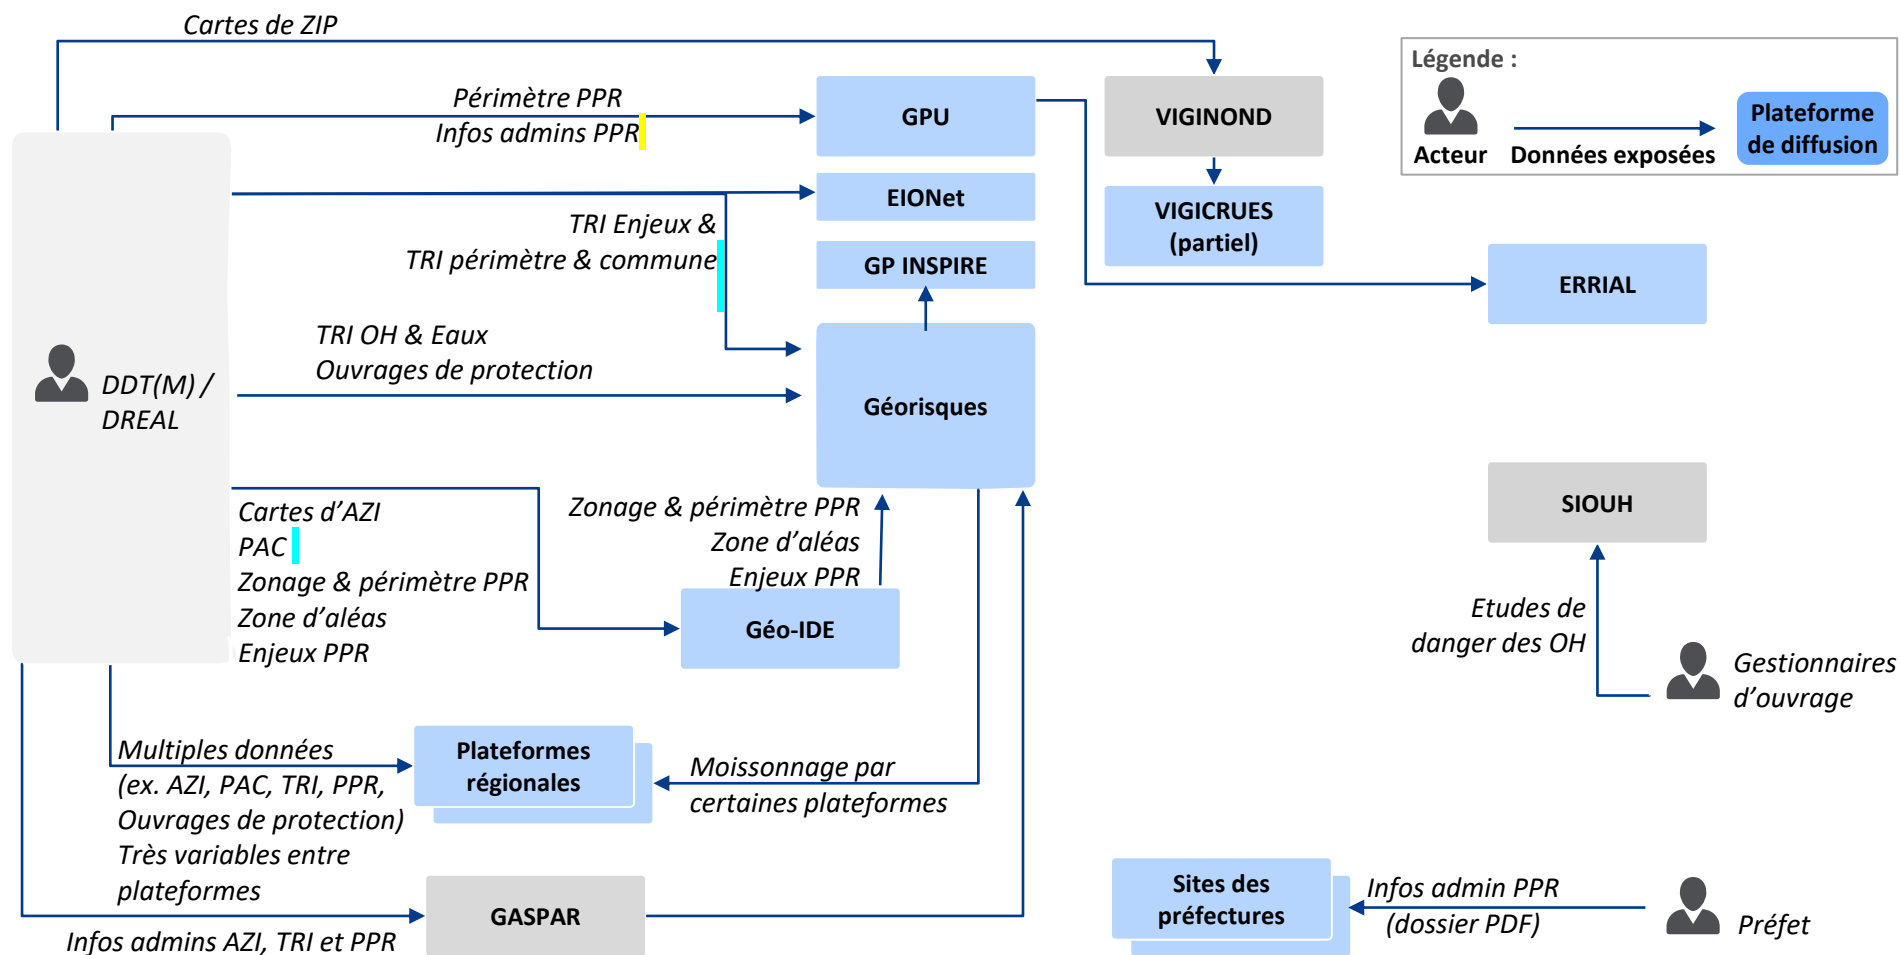 Cartes de ZIP
Légende :
Acteur
Données exposées
Plateforme
de diffusion
Périmètre PPR
Infos admins PPR
GPU
VIGINOND
EIONet
VIGICRUES
(partiel)
TRI Enjeux &
TRI périmètre & commune
GP INSPIRE
ERRIAL
TRI OH & Eaux
Ouvrages de protection
DDT(M) /
DREAL
Géorisques
Cartes d’AZI
PAC
Zonage & périmètre PPR
Zone d’aléas
Enjeux PPR
Zonage & périmètre PPR
Zone d’aléas
Enjeux PPR
Géo-IDE
SIOUH
Etudes de
danger des OH
Gestionnaires
d’ouvrage
Multiples données
(ex. AZI, PAC, TRI, PPR,
Ouvrages de protection)
Très variables entre
plateformes
Plateformes
régionales
Moissonnage par
certaines plateformes
GASPAR
Infos admins AZI, TRI et PPR
Sites des
préfectures
Infos admin PPR
(dossier PDF)
Préfet